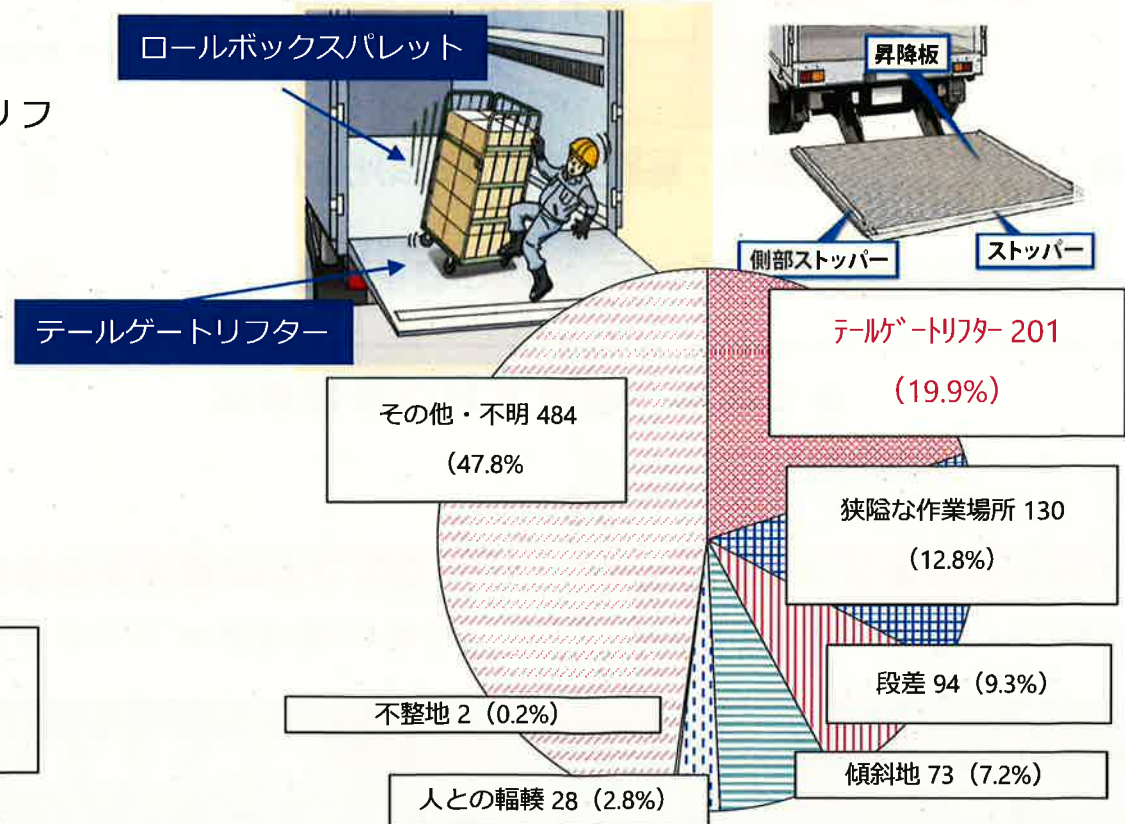 ロールボックスパレット
昇降板
リフ
側部ストッパー
ストッパー
テールゲートリフター
テールゲートリフター 201
(19.9%)
その他・不明 484
(47.8%
狭隘な作業場所 130
(12.8%)
段差 94(9.3%)
不整地 2(0.2%)
傾斜地 73(7.2%)
人との輻輳 28(2.8%)